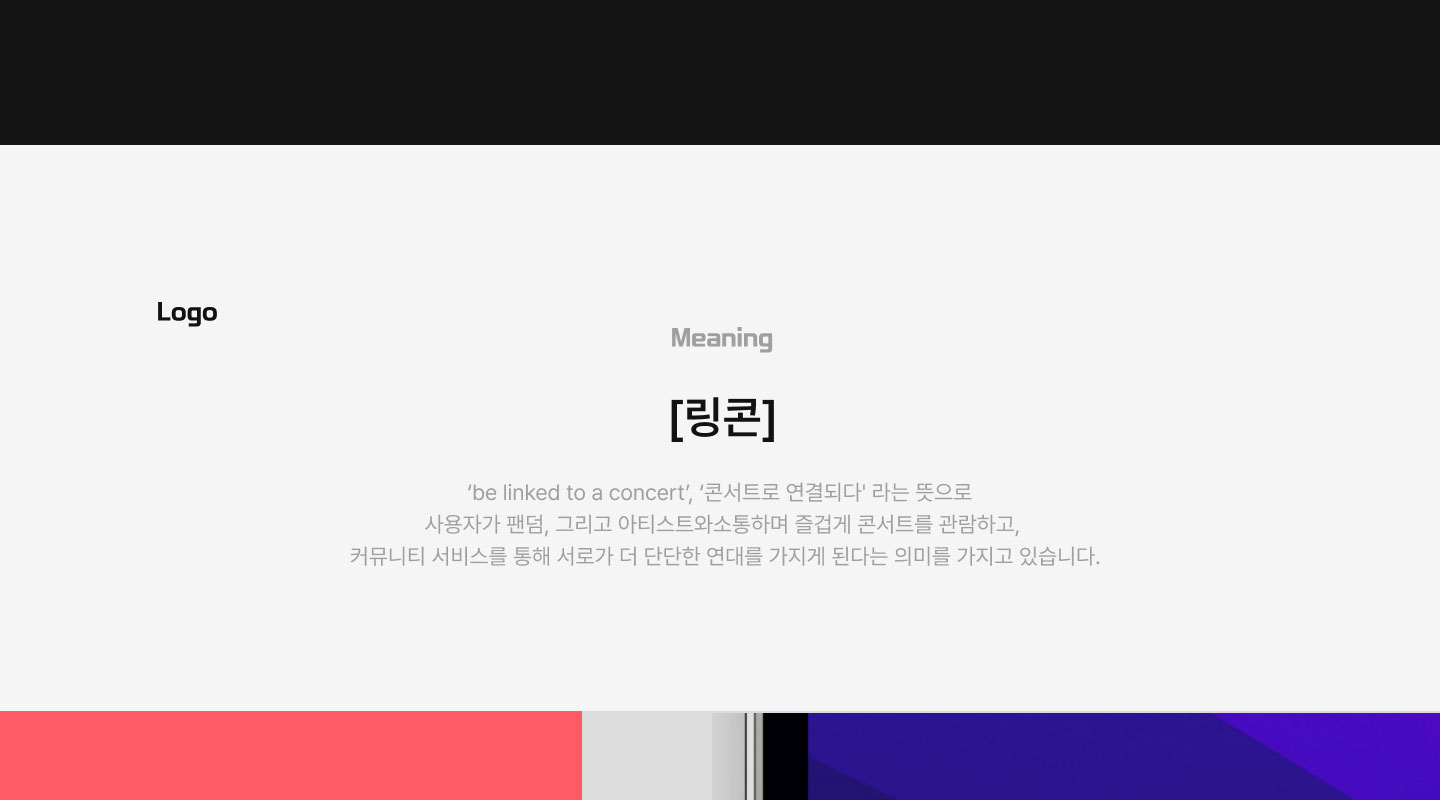 Logo
Meaning
[링콘]
‘be linked to a concert’, ‘콘서트로 연결되다' 라는 뜻으로
사용자가 팬덤, 그리고 아티스트와소통하며 즐겁게 콘서트를 관람하고,
커뮤니티 서비스를 통해 서로가 더 단단한 연대를 가지게 된다는 의미를 가지고 있습니다.